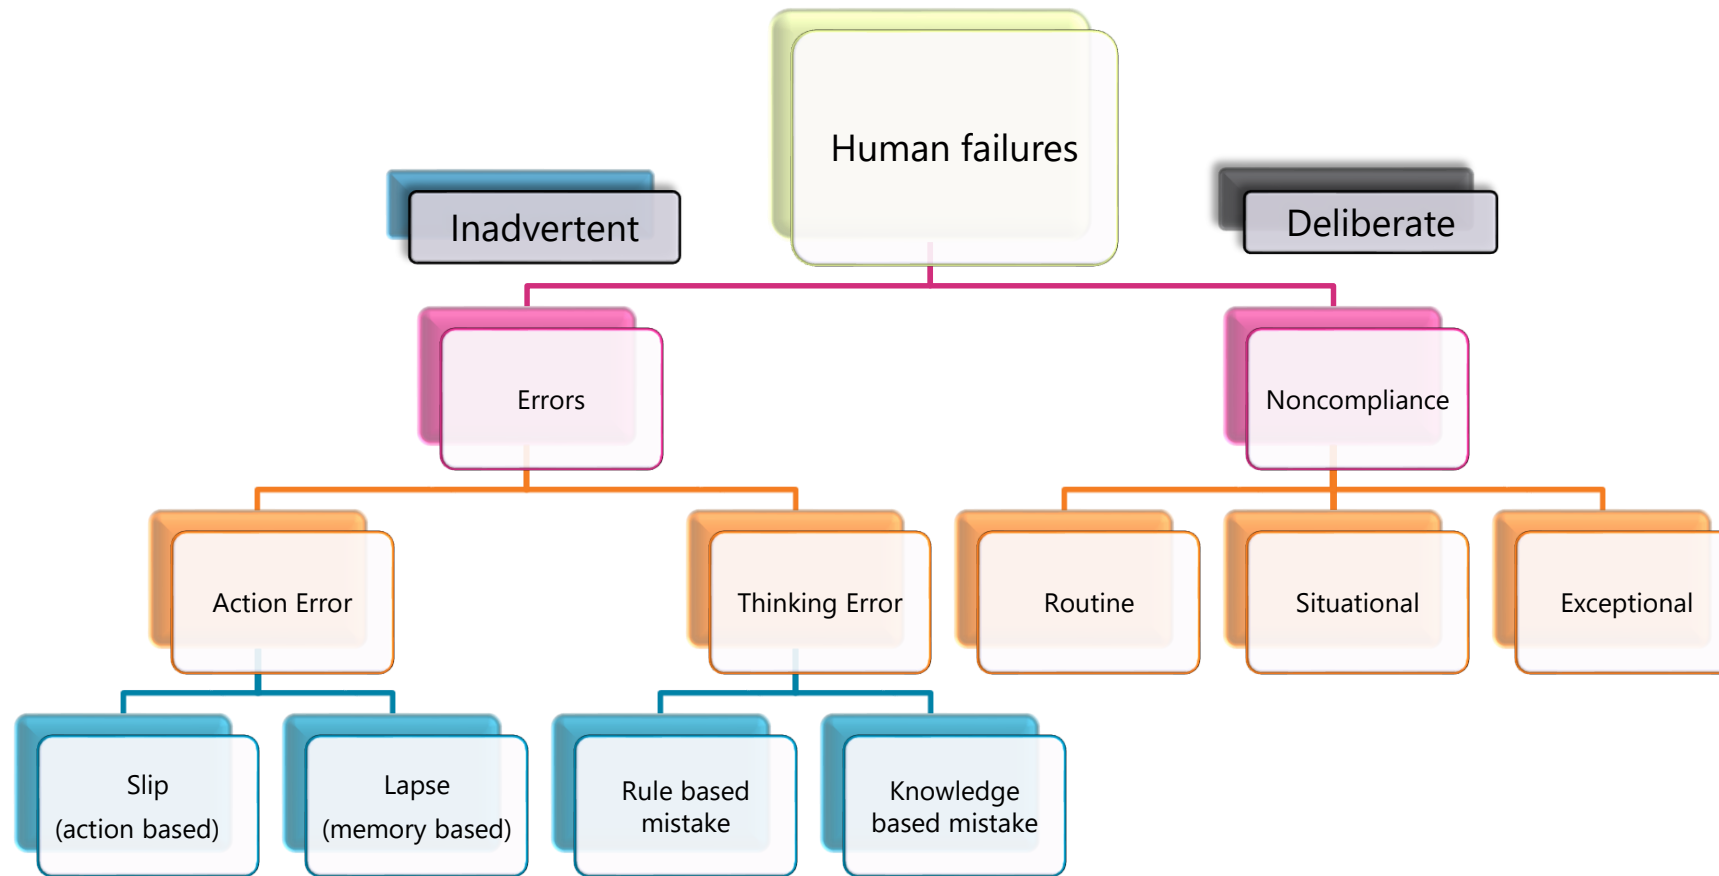 Human failures
Inadvertent
Deliberate
Errors
Noncompliance
Action Error
Thinking Error
Routine
Situational
Exceptional
Slip
(action based)
Lapse
(memory based)
Rule based
mistake
Knowledge
based mistake